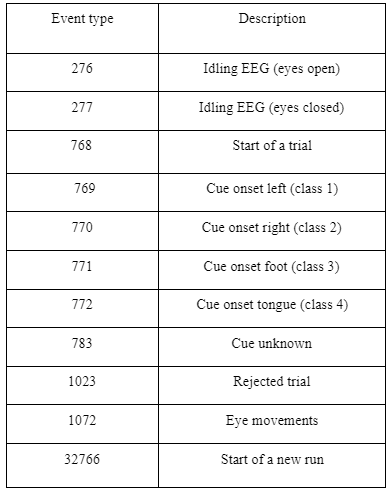 Event type Description
276 Idling EEG (eyes open)
277 Idling EEG (eyes closed)
768 Start of a trial
769 Cue onset left (class 1)
770 Cue onset right (class 2)
771 Cue onset foot (class 3)
772 Cue onset tongue (class 4)
783 Cue unknown
1023 Rejected trial
1072 Eye movements
32766 Start of a new run